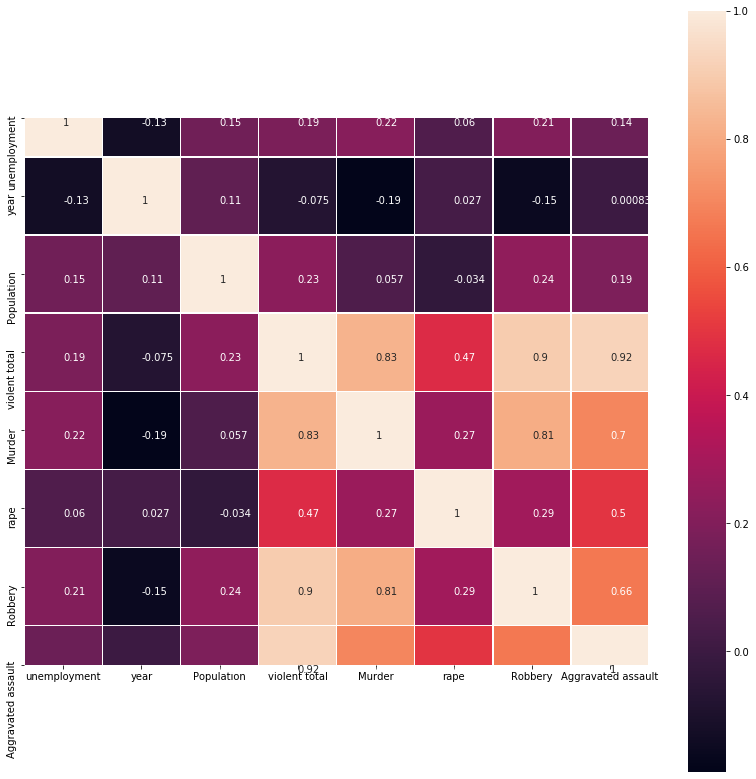 1.0
unemployment 1 -0.13 0.15 0.19 0.22 0.06 0.21 0.14
0.8
year -0.13 1 0.11 -0.075 -0.19 0.027 -0.15 0.00083
0.6
Population 0.15 0.11 1 0.23 0.057 -0.034 0.24 0.19
violent total 0.19 -0.075 0.23 1 0.83 0.47 0.9 0.92
0.4
Murder 0.22 -0.19 0.057 0.83 1 0.27 0.81 0.7
0.2
rape 0.06 0.027 -0.034 0.47 0.27 1 0.29 0.5
Robbery 0.21 -0.15 0.24 0.9 0.81 0.29 1 0.66
0.0
Aggravated assault 0.92 1
unemployment year Population violent total Murder rape Robbery Aggravated assault